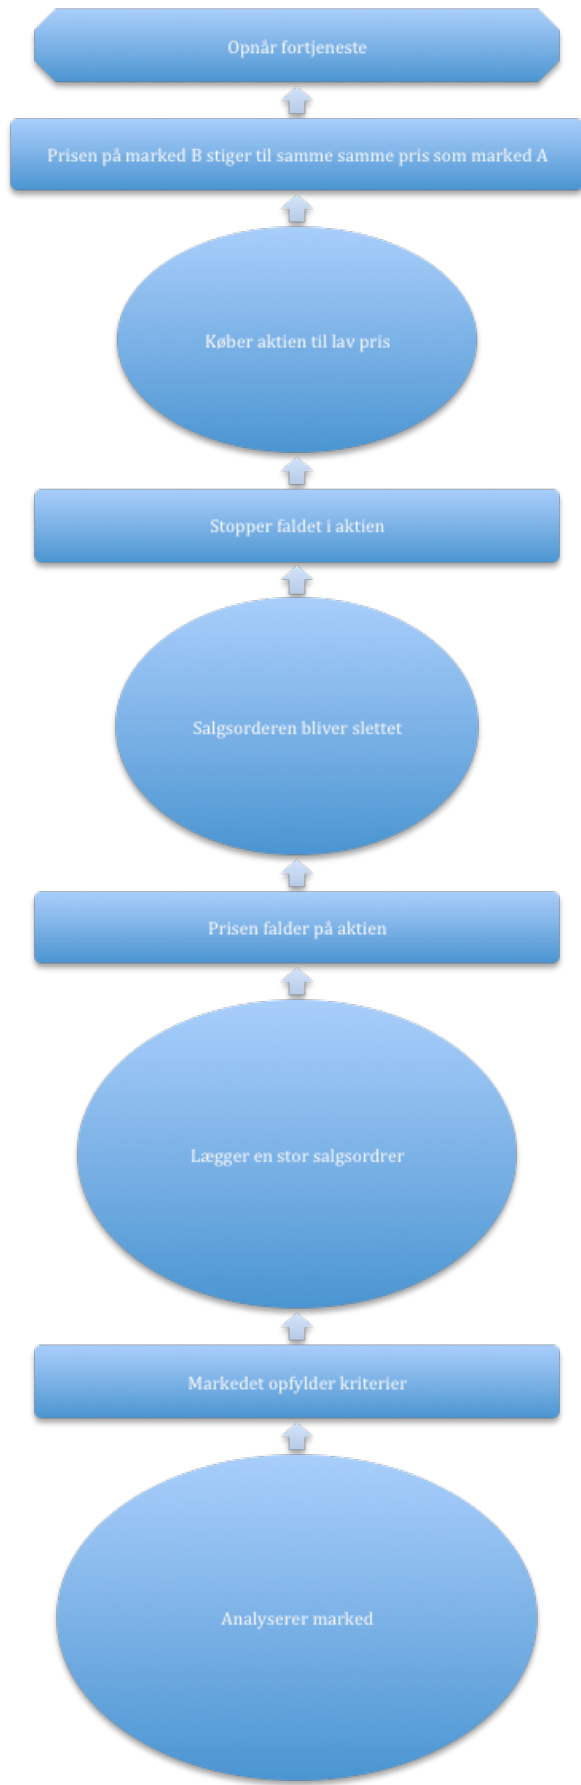 Opnår fortjeneste
Prisen på marked B stiger til samme samme pris som marked A
Køber aktien til lav pris
Stopper faldet i aktien
Salgsorderen bliver slettet
Prisen falder på aktien
Lægger en stor salgsordrer
Markedet opfylder kriterier
Analyserer marked